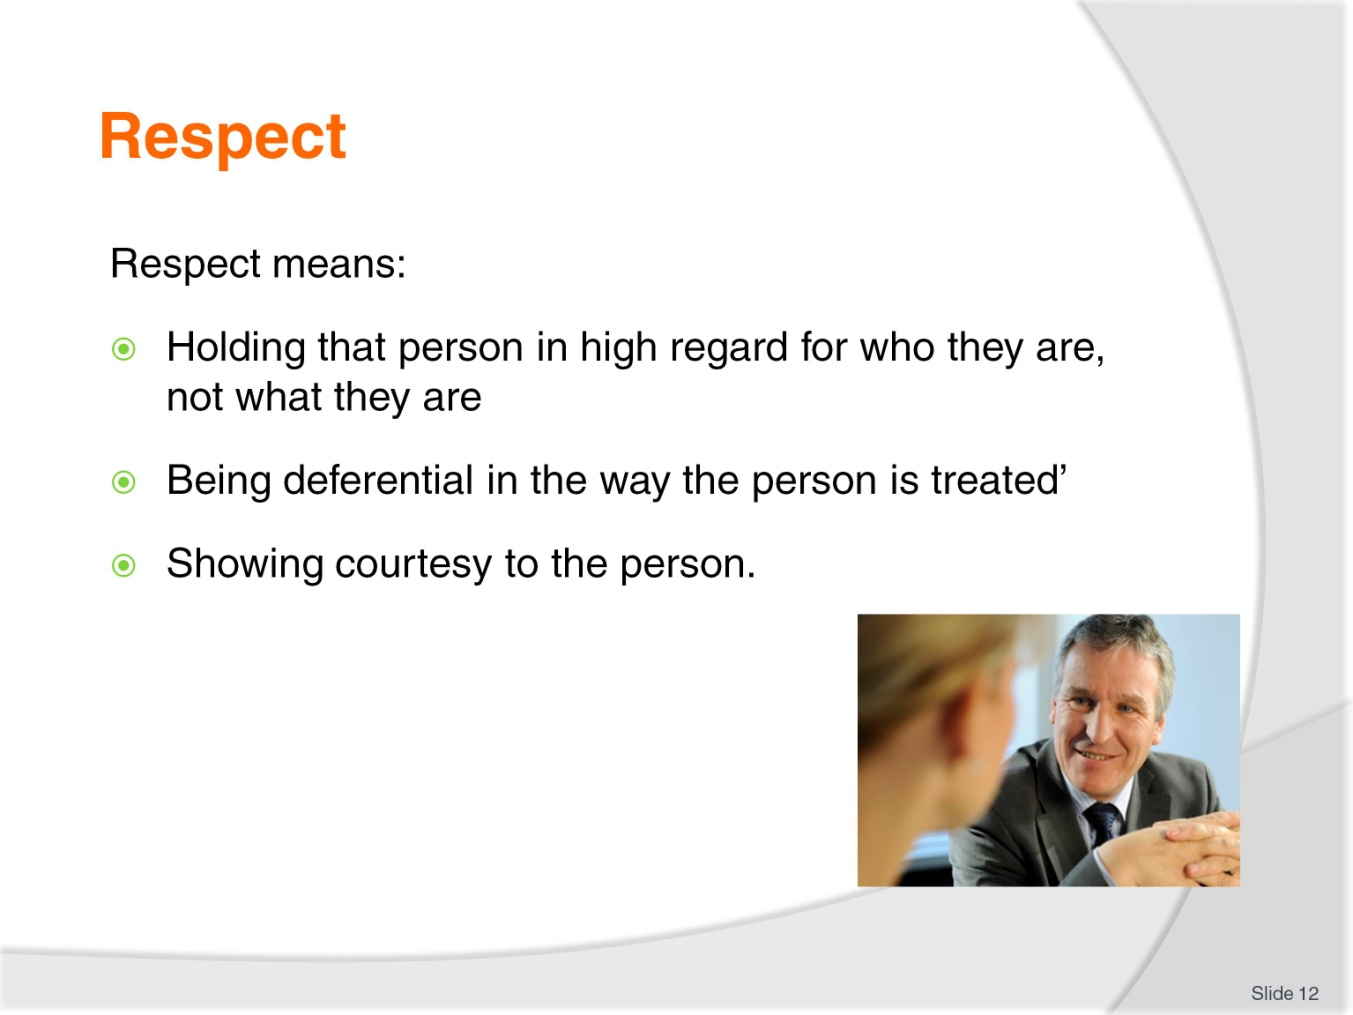 Respect
Respect means:
Holding that person in high regard for who they are,
not what they are
Being deferential in the way the person is treated’
Showing courtesy to the person.
Slide 12